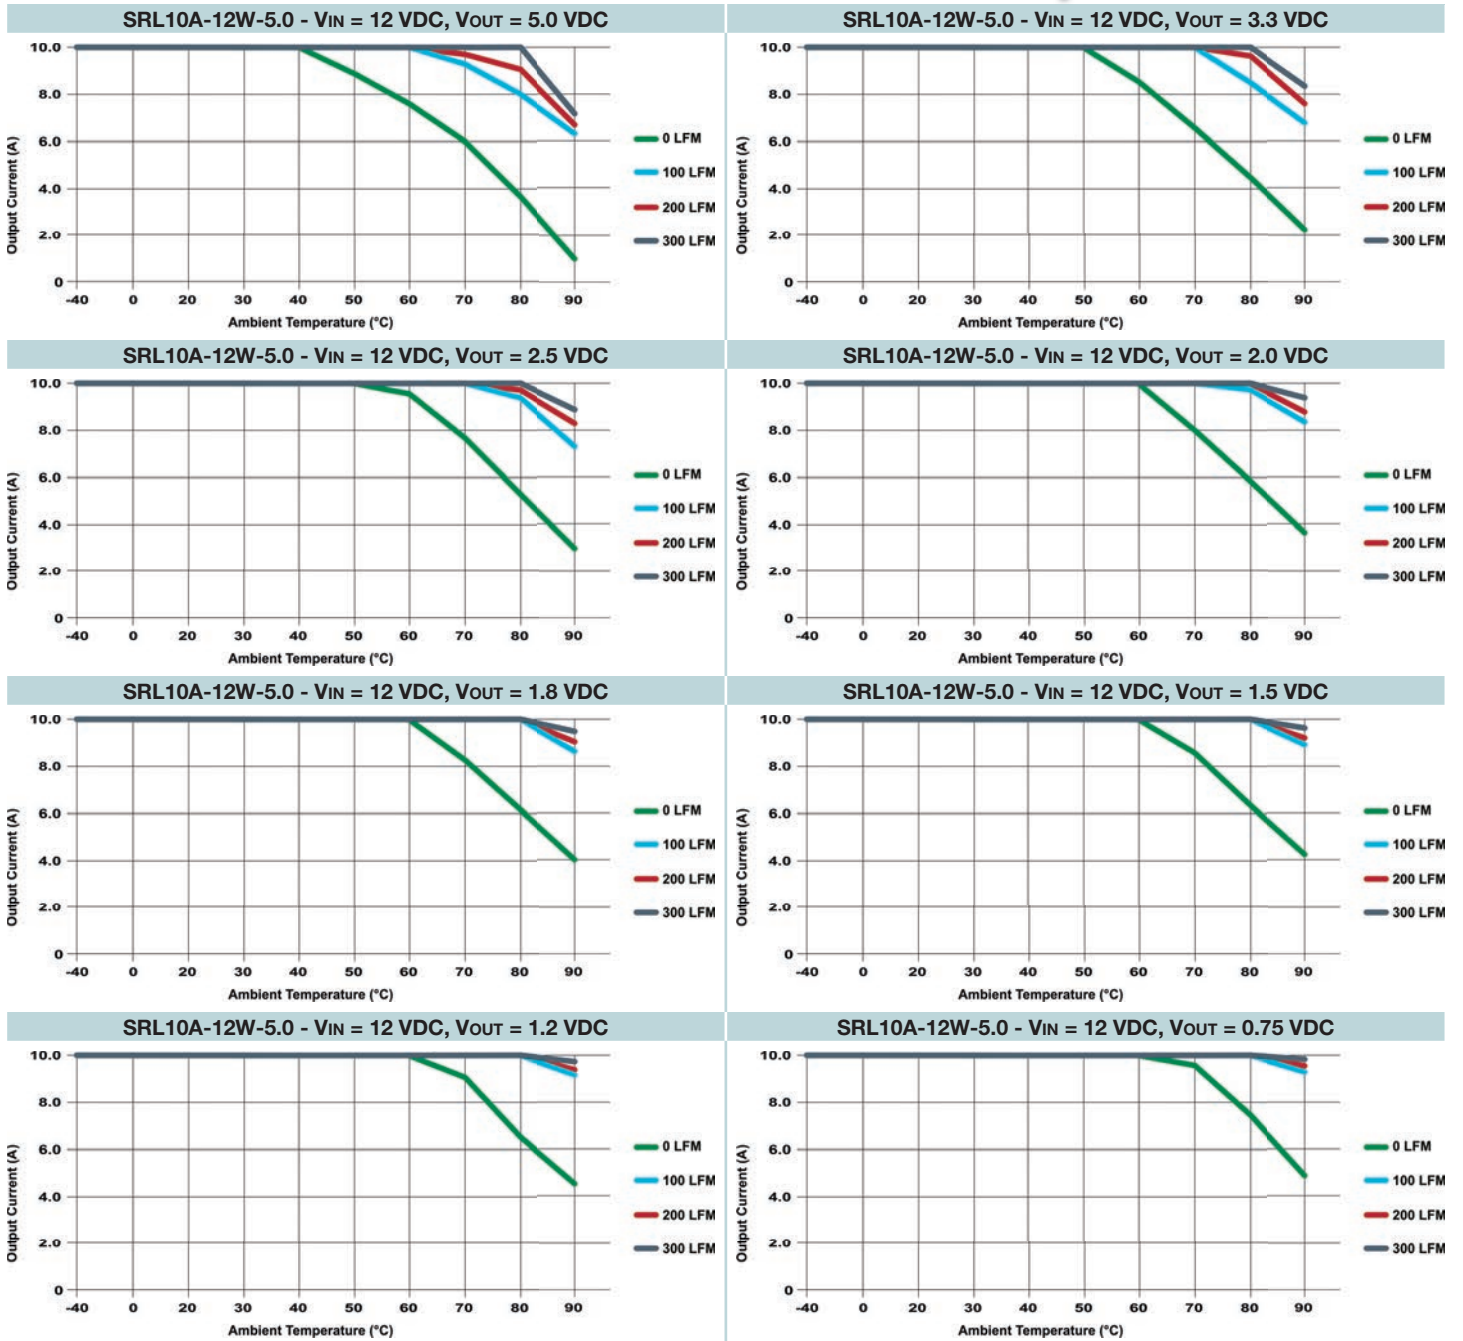 SRL10A-12W-5.0 - VIN = 12 VDC, VOUT = 5.0 VDC
10.0
8.0
6.0
4.0
2.0
0
Output Current (A)
-40 0 20 30 40 50 60 70 80 90
Ambient Temperature (°C)
0 LFM
100 LFM
200 LFM
300 LFM
SRL10A-12W-5.0 - VIN = 12 VDC, VOUT = 3.3 VDC
10.0
8.0
6.0
4.0
2.0
0
Output Current (A)
-40 0 20 30 40 50 60 70 80 90
Ambient Temperature (°C)
0 LFM
100 LFM
200 LFM
300 LFM
SRL10A-12W-5.0 - VIN = 12 VDC, VOUT = 2.5 VDC
10.0
8.0
6.0
4.0
2.0
0
Output Current (A)
-40 0 20 30 40 50 60 70 80 90
Ambient Temperature (°C)
0 LFM
100 LFM
200 LFM
300 LFM
SRL10A-12W-5.0 - VIN = 12 VDC, VOUT = 2.0 VDC
10.0
8.0
6.0
4.0
2.0
0
Output Current (A)
-40 0 20 30 40 50 60 70 80 90
Ambient Temperature (°C)
0 LFM
100 LFM
200 LFM
300 LFM
SRL10A-12W-5.0 - VIN = 12 VDC, VOUT = 1.8 VDC
10.0
8.0
6.0
4.0
2.0
0
Output Current (A)
-40 0 20 30 40 50 60 70 80 90
Ambient Temperature (°C)
0 LFM
100 LFM
200 LFM
300 LFM
SRL10A-12W-5.0 - VIN = 12 VDC, VOUT = 1.5 VDC
10.0
8.0
6.0
4.0
2.0
0
Output Current (A)
-40 0 20 30 40 50 60 70 80 90
Ambient Temperature (°C)
0 LFM
100 LFM
200 LFM
300 LFM
SRL10A-12W-5.0 - VIN = 12 VDC, VOUT = 1.2 VDC
10.0
8.0
6.0
4.0
2.0
0
Output Current (A)
-40 0 20 30 40 50 60 70 80 90
Ambient Temperature (°C)
0 LFM
100 LFM
200 LFM
300 LFM
SRL10A-12W-5.0 - VIN = 12 VDC, VOUT = 0.75 VDC
10.0
8.0
6.0
4.0
2.0
0
Output Current (A)
-40 0 20 30 40 50 60 70 80 90
Ambient Temperature (°C)
0 LFM
100 LFM
200 LFM
300 LFM